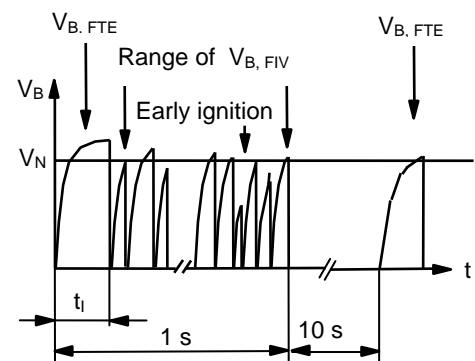 V_B. FTE
V_B, FTE
Range of V_B, FIV
Early ignition
V_B
V_N
t
t_I
1 s
10 s